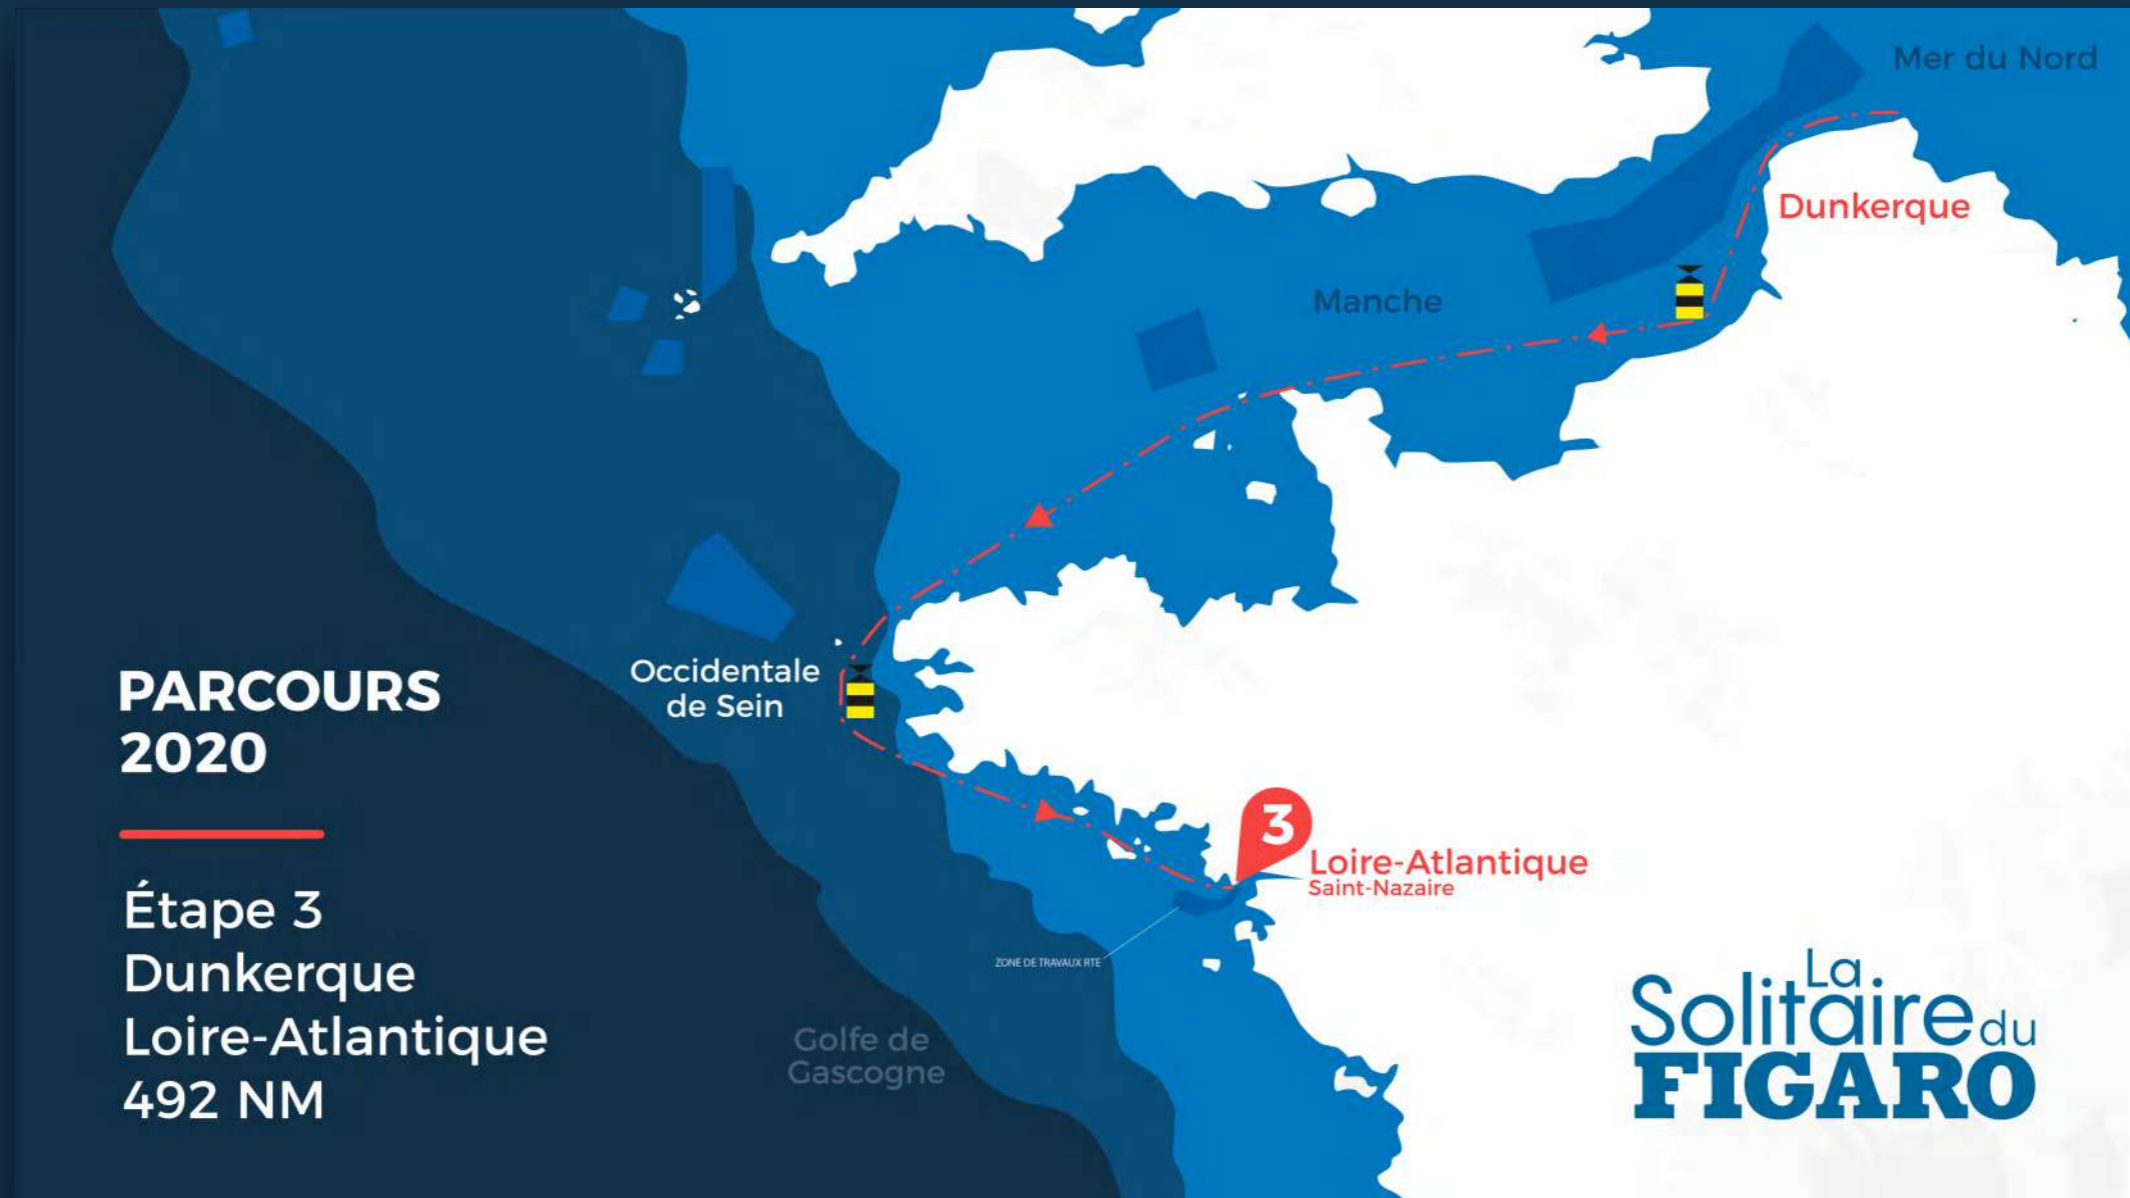 Mer du Nord
Dunkerque
Manche
Occidentale
de Sein
PARCOURS
2020
3
Loire-Atlantique
Saint-Nazaire
Étape 3
Dunkerque
Loire-Atlantique
492 NM
ZONE DE TRAVAUX RTE
Golfe de
Gascogne
La
Solitaire du
FIGARO